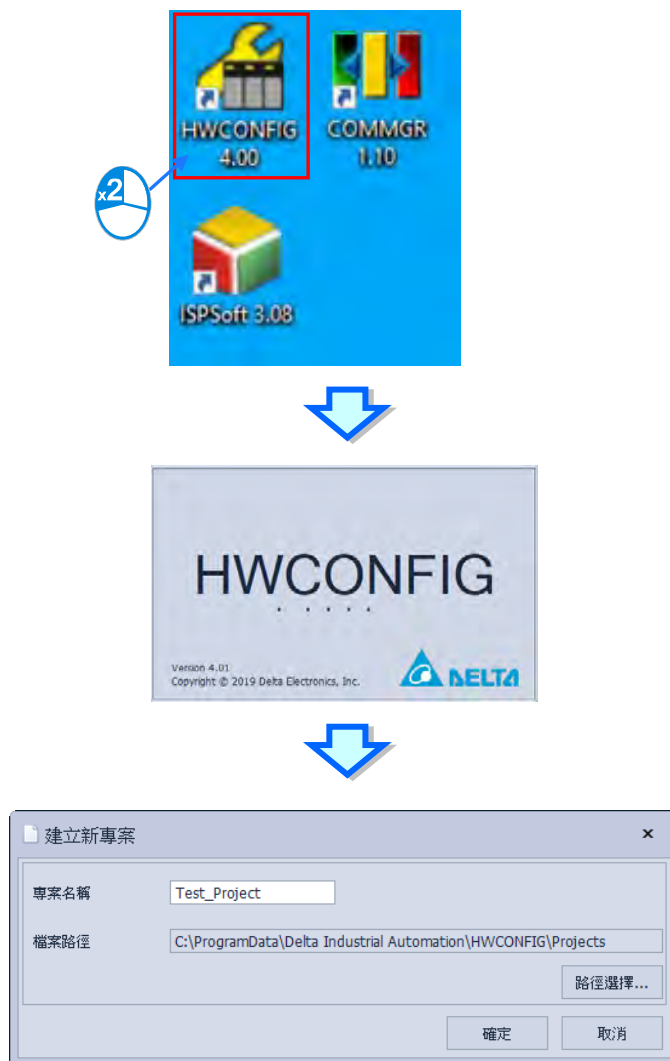 HWCONFIG
4.00
COMMGR
1.10
x2
ISPSoft 3.08
HWCONFIG
Version 4.01
Copyright © 2019 Delta Electronics, Inc.
DELTA
建立新專案
專案名稱
Test_Project
檔案路徑
C:\ProgramData\Delta Industrial Automation\HWCONFIG\Projects
路徑選擇...
確定
取消